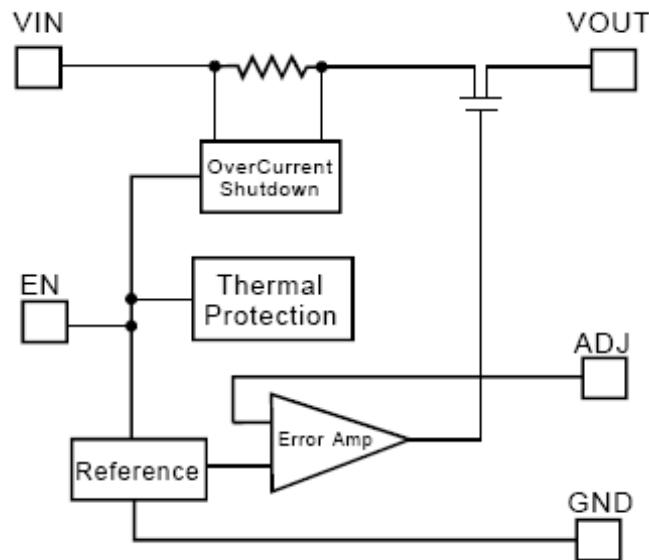 VIN
VOUT
OverCurrent
Shutdown
EN
Thermal
Protection
ADJ
Error Amp
Reference
GND